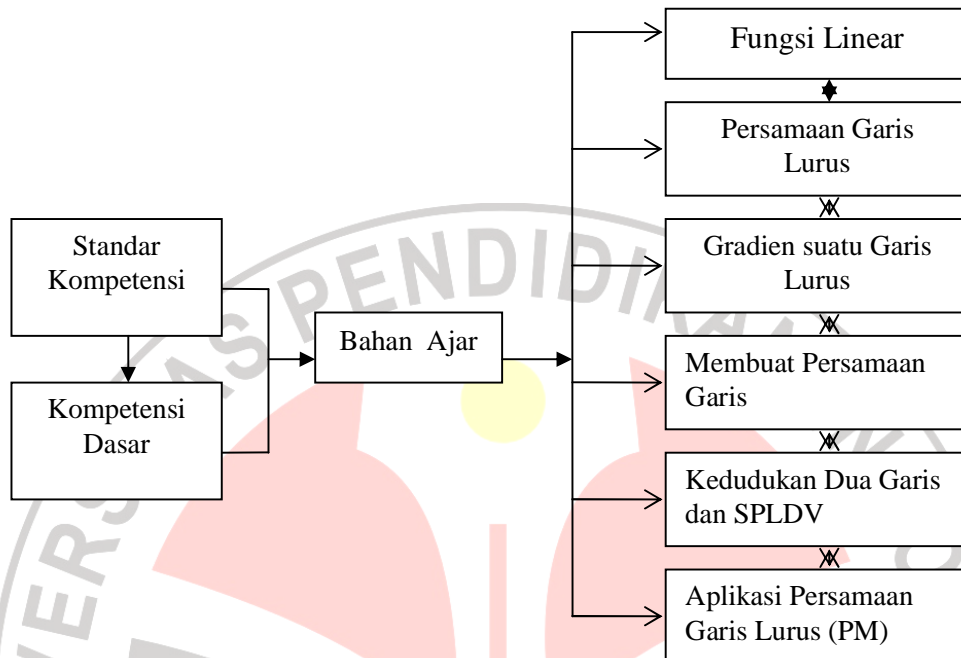 Fungsi Linear
Persamaan Garis
Lurus
Gradien suatu Garis
Lurus
Standar
Kompetensi
Bahan Ajar
Membuat Persamaan
Garis
Kompetensi
Dasar
Kedudukan Dua Garis
dan SPLDV
Aplikasi Persamaan
Garis Lurus (PM)
PENDIDIKAN